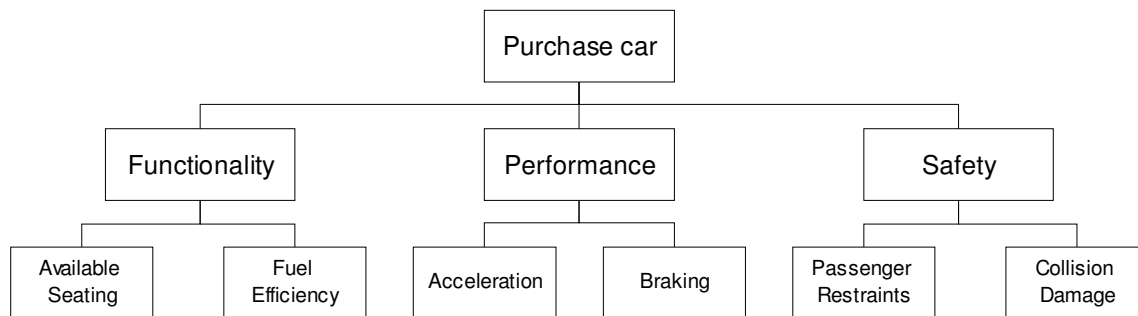 Purchase car
Functionality
Performance
Safety
Available
Seating
Fuel
Efficiency
Acceleration
Braking
Passenger
Restraints
Collision
Damage